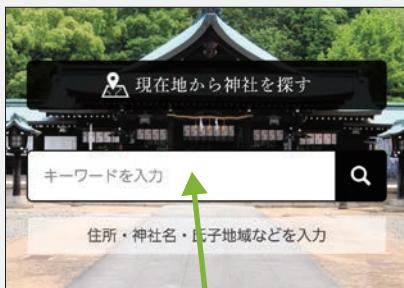 現在地から神社を探す
キーワードを入力
住所・神社名・氏子地域などを入力